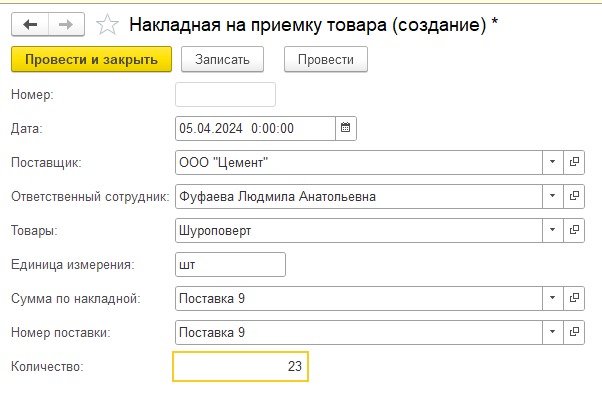 Накладная на приемку товара (создание) *
Провести и закрыть Записать Провести
Номер:
Дата: 05.04.2024 0:00:00
Поставщик: ООО "Цемент"
Ответственный сотрудник: Фуфаева Людмила Анатольевна
Товары: Шуроповерт
Единица измерения: шт
Сумма по накладной: Поставка 9
Номер поставки: Поставка 9
Количество: 23